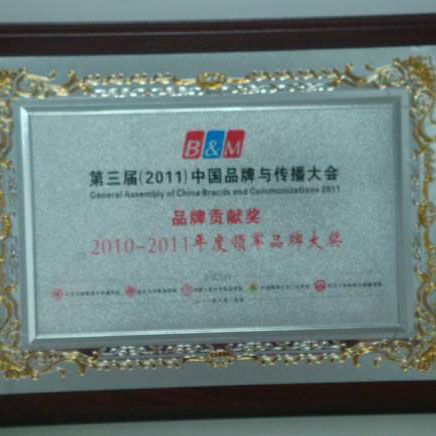 B&M
第三届(2011)中国品牌与传播大会
General Assembly of China Brands and Communications 2011
品牌贡献奖
2010-2011年度领军品牌大奖